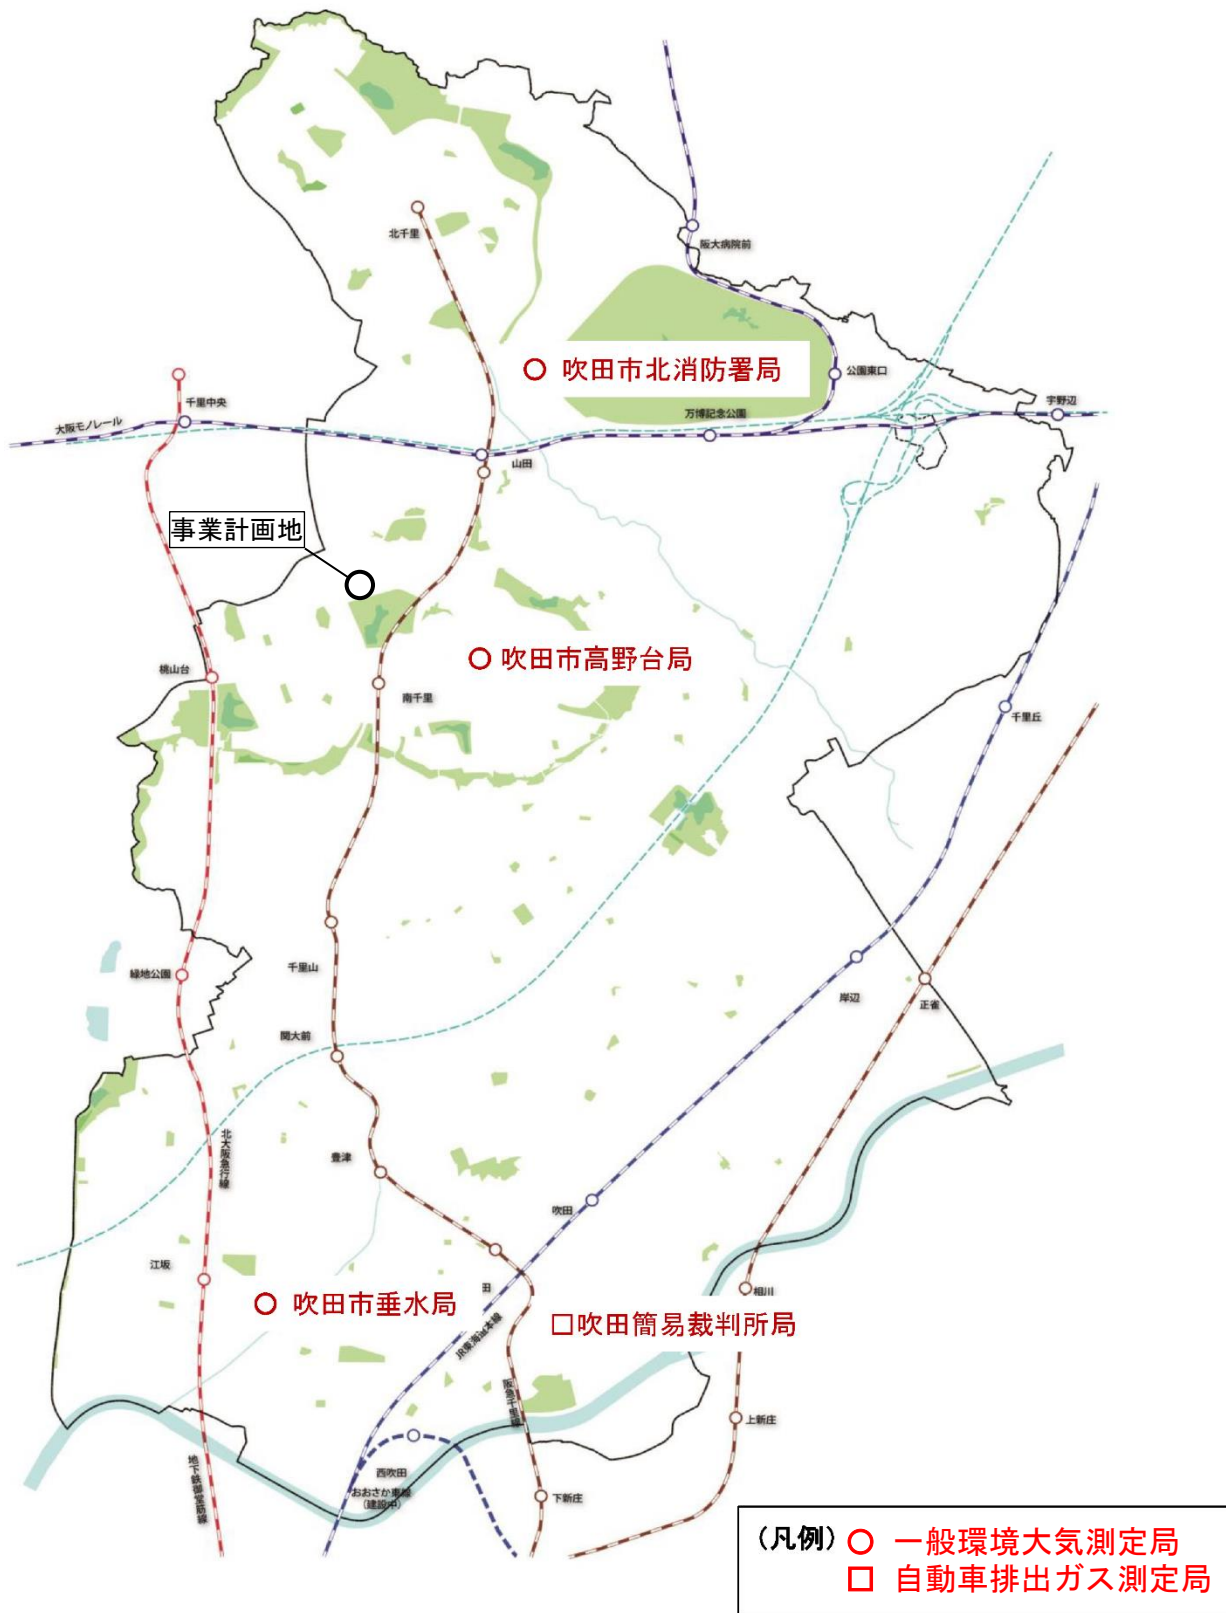 北千里
阪大病院前
○ 吹田市北消防署局
公園東口
千里中央
大阪モノレール
万博記念公園
宇野辺
山田
事業計画地
○ 吹田市高野台局
桃山台
南千里
千里丘
千里山
緑地公園
岸辺
正雀
関大前
北大阪急行線
豊津
吹田
江坂
田
相川
○ 吹田市垂水局
□吹田簡易裁判所局
JR東海道本線
阪急千里線
上新庄
西吹田
地下鉄御堂筋線
おおさか東線
(建設中)
下新庄
(凡例) ○ 一般環境大気測定局
□ 自動車排出ガス測定局